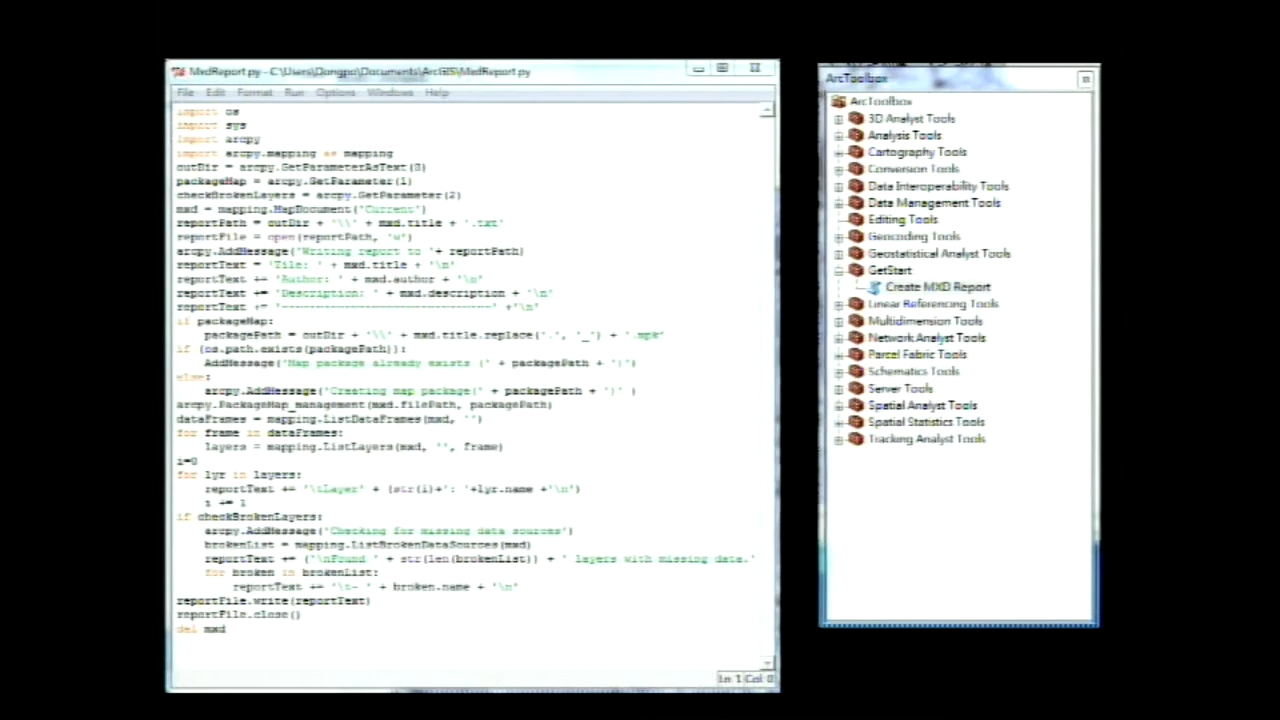 MxdReport.py - C:\Users\Dongpo\Documents\ArcGIS\MxdReport.py
File Edit Format Run Options Windows Help
import os
import sys
import arcpy
import arcpy.mapping as mapping
outDir = arcpy.GetParameterAsText(0)
packageMap = arcpy.GetParameter(1)
checkBrokenLayers = arcpy.GetParameter(2)
mxd = mapping.MapDocument('Current')
reportPath = outDir + '\\' + mxd.title + '.txt'
reportFile = open(reportPath, 'w')
arcpy.AddMessage('Writing report to '+ reportPath)
reportText = 'File: ' + mxd.title + '\n'
reportText += 'Author: ' + mxd.author + '\n'
reportText += 'Description: ' + mxd.description + '\n'
reportText += '------------------------------' +'\n'
if packageMap:
packagePath = outDir + '\\' + mxd.title.replace('.', '_') + '.mpk'
if (os.path.exists(packagePath)):
AddMessage('Map package already exists (' + packagePath + ')')
else:
arcpy.AddMessage('Creating map package(' + packagePath + ')' )
arcpy.PackageMap_management(mxd.filePath, packagePath)
dataFrames = mapping.ListDataFrames(mxd, '')
for frame in dataFrames:
layers = mapping.ListLayers(mxd, '', frame)
i=0
for lyr in layers:
reportText += '\tLayer' + (str(i)+': '+lyr.name +'\n')
i += 1
if checkBrokenLayers:
arcpy.AddMessage('Checking for missing data sources')
brokenList = mapping.ListBrokenDataSources(mxd)
reportText += ('\nFound ' + str(len(brokenList)) + ' layers with missing data.'
for broken in brokenList:
reportText += '\t- ' + broken.name + '\n'
reportFile.write(reportText)
reportFile.close()
del mxd
Ln: 1 Col: 0
ArcToolbox
ArcToolbox
3D Analyst Tools
Analysis Tools
Cartography Tools
Conversion Tools
Data Interoperability Tools
Data Management Tools
Editing Tools
Geocoding Tools
Geostatistical Analyst Tools
GetStart
Create MXD Report
Linear Referencing Tools
Multidimension Tools
Network Analyst Tools
Parcel Fabric Tools
Schematics Tools
Server Tools
Spatial Analyst Tools
Spatial Statistics Tools
Tracking Analyst Tools